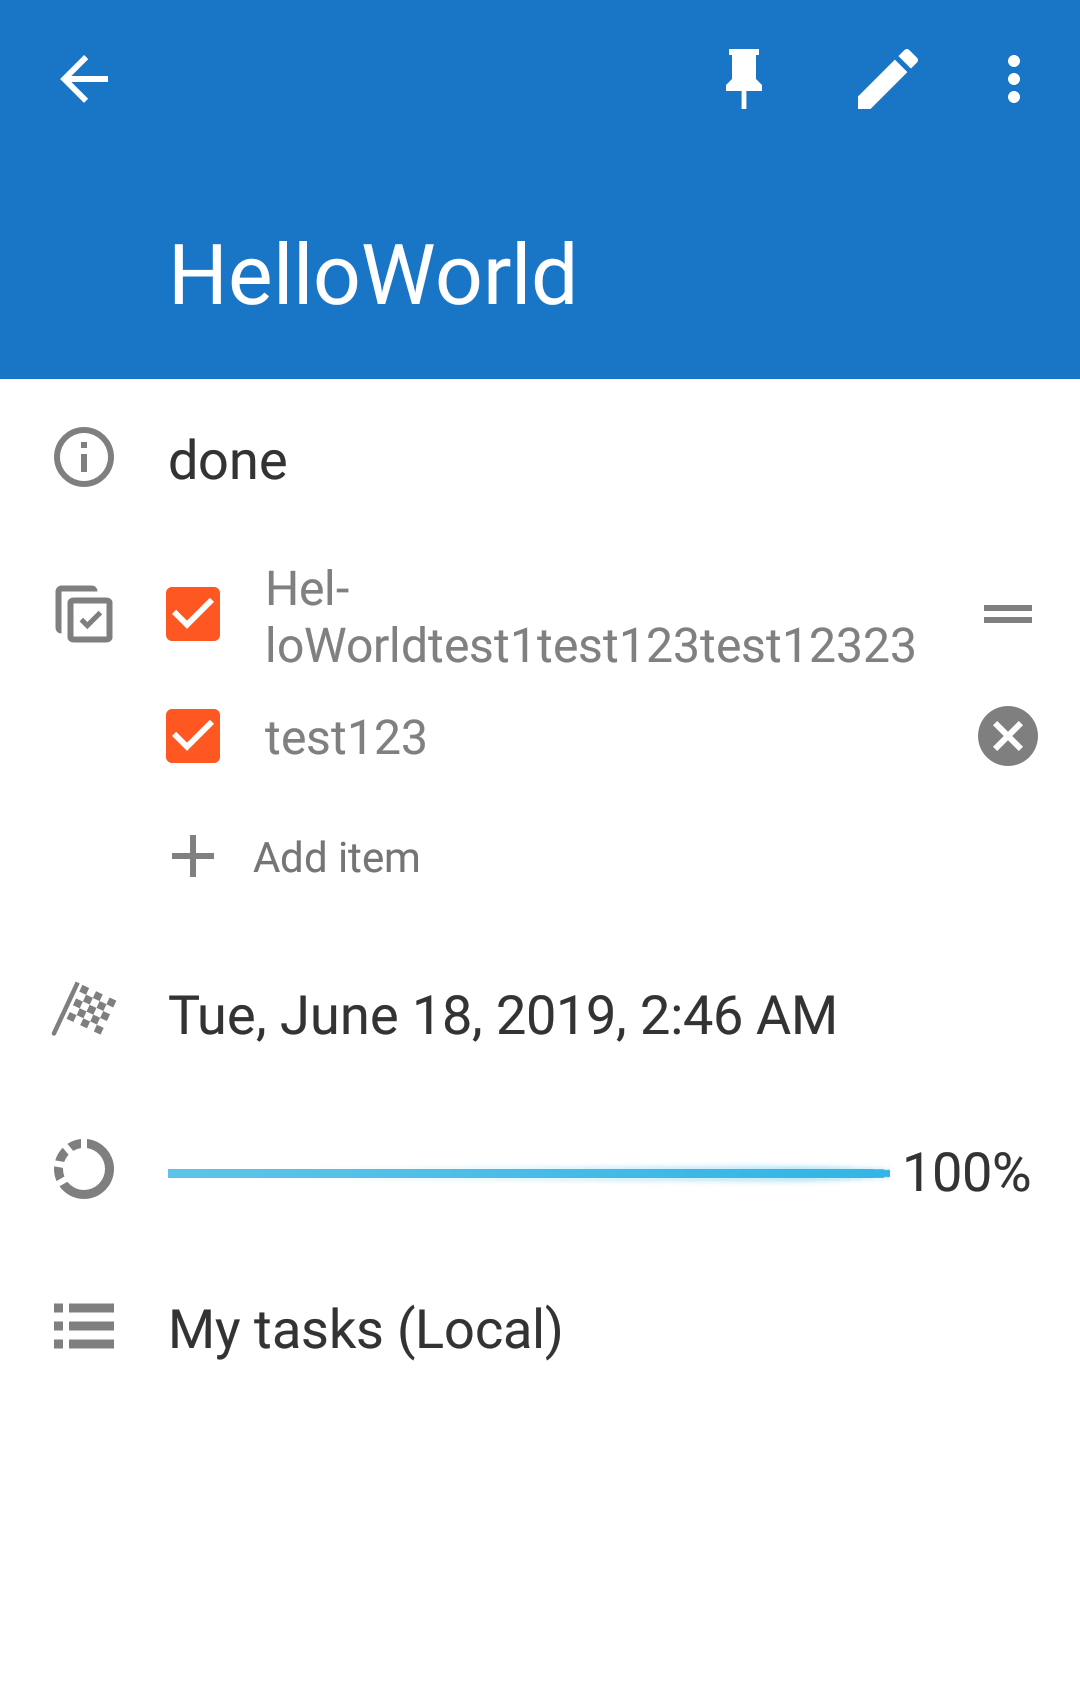 HelloWorld
done
Hel-
loWorldtest1test123test12323
test123
Add item
Tue, June 18, 2019, 2:46 AM
100%
My tasks (Local)